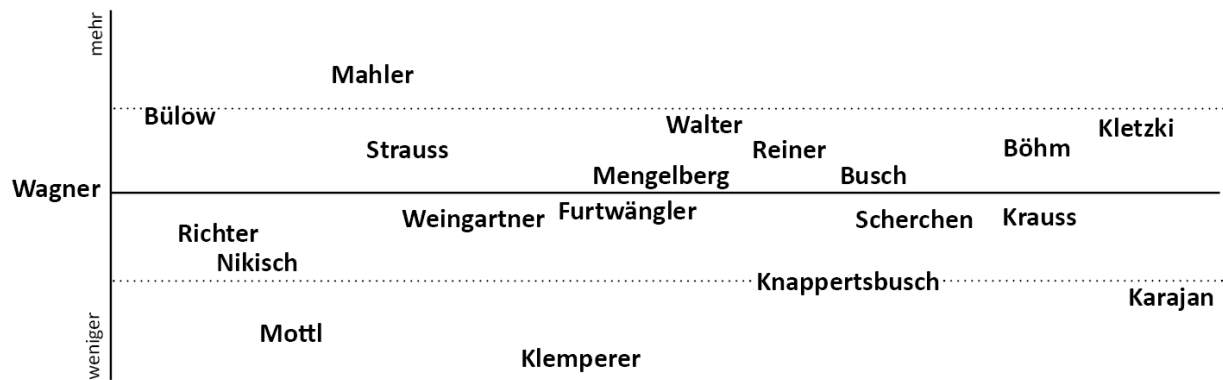 mehr
Mahler
Bülow
Walter
Kletzki
Strauss
Reiner
Böhm
Mengelberg
Busch
Wagner
Furtwängler
Weingartner
Scherchen
Krauss
Richter
Nikisch
Knappertsbusch
Karajan
Mottl
weniger
Klemperer